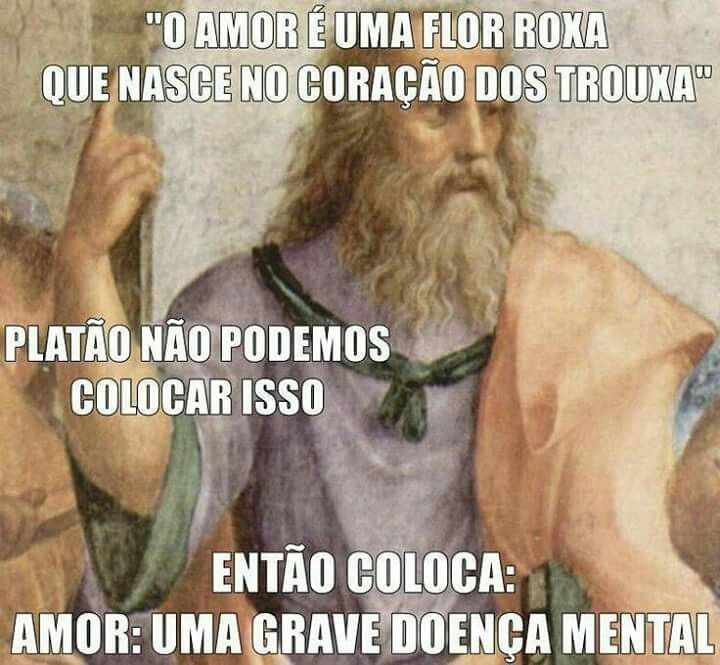 "O AMOR É UMA FLOR ROXA
QUE NASCE NO CORAÇÃO DOS TROUXA"
PLATÃO NÃO PODEMOS
COLOCAR ISSO
ENTÃO COLOCA:
AMOR: UMA GRAVE DOENÇA MENTAL